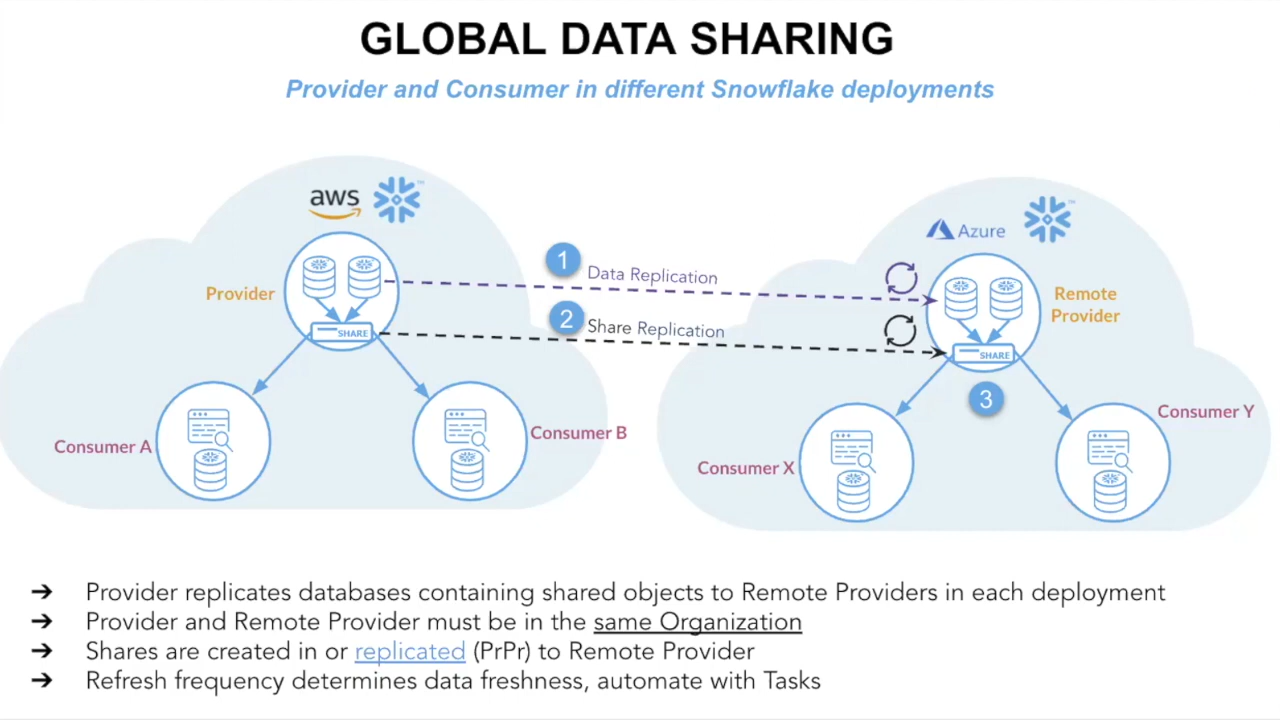 GLOBAL DATA SHARING
Provider and Consumer in different Snowflake deployments
aws
Azure
1
Data Replication
Provider
Remote
Provider
2
Share Replication
SHARE
SHARE
3
Consumer A
Consumer B
Consumer X
Consumer Y
➔ Provider replicates databases containing shared objects to Remote Providers in each deployment
➔ Provider and Remote Provider must be in the same Organization
➔ Shares are created in or replicated (PrPr) to Remote Provider
➔ Refresh frequency determines data freshness, automate with Tasks